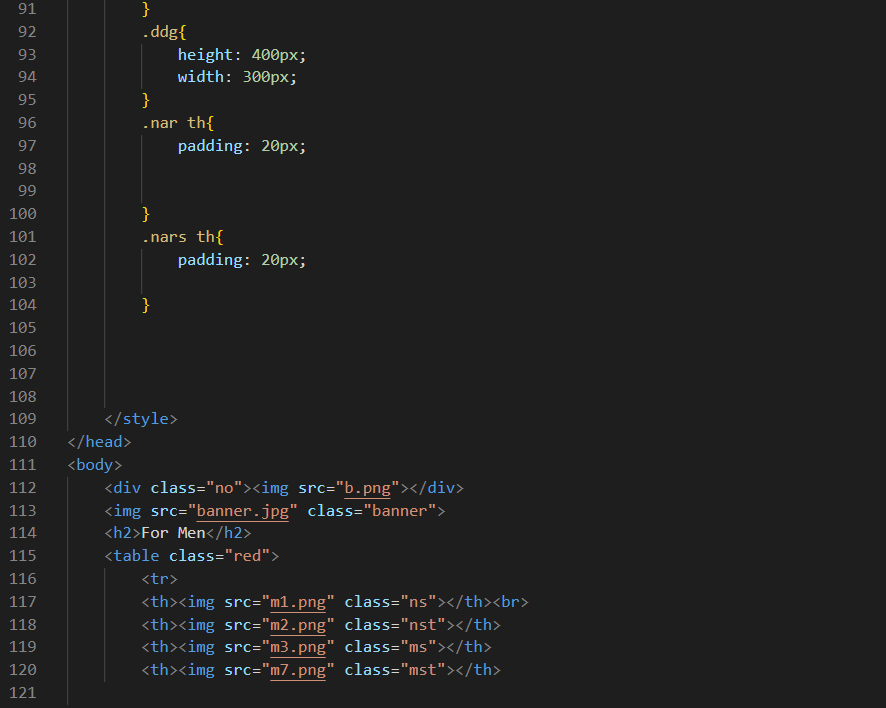 91 }
92 .ddg{
93 height: 400px;
94 width: 300px;
95 }
96 .nar th{
97 padding: 20px;
98
99
100 }
101 .nars th{
102 padding: 20px;
103
104 }
105
106
107
108
109 </style>
110 </head>
111 <body>
112 <div class="no"><img src="b.png"></div>
113 <img src="banner.jpg" class="banner">
114 <h2>For Men</h2>
115 <table class="red">
116 <tr>
117 <th><img src="m1.png" class="ns"></th><br>
118 <th><img src="m2.png" class="nst"></th>
119 <th><img src="m3.png" class="ms"></th>
120 <th><img src="m7.png" class="mst"></th>
121